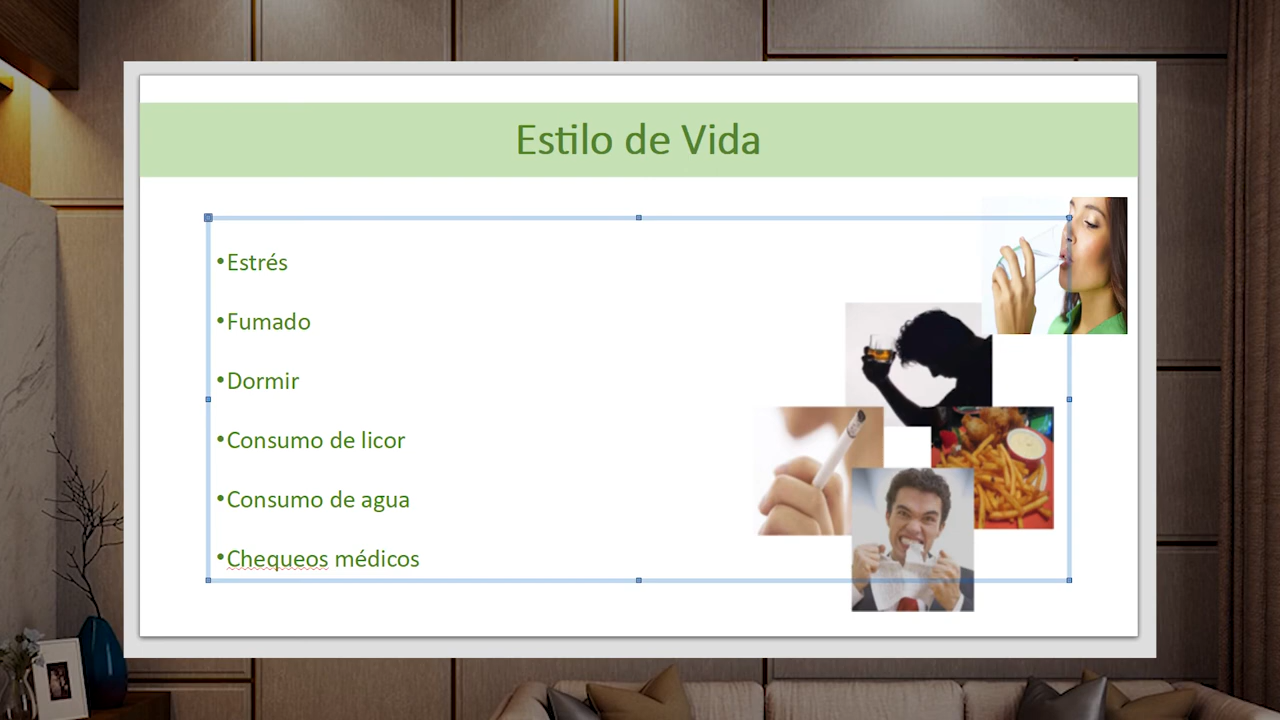 Estilo de Vida
•Estrés
•Fumado
•Dormir
•Consumo de licor
•Consumo de agua
•Chequeos médicos